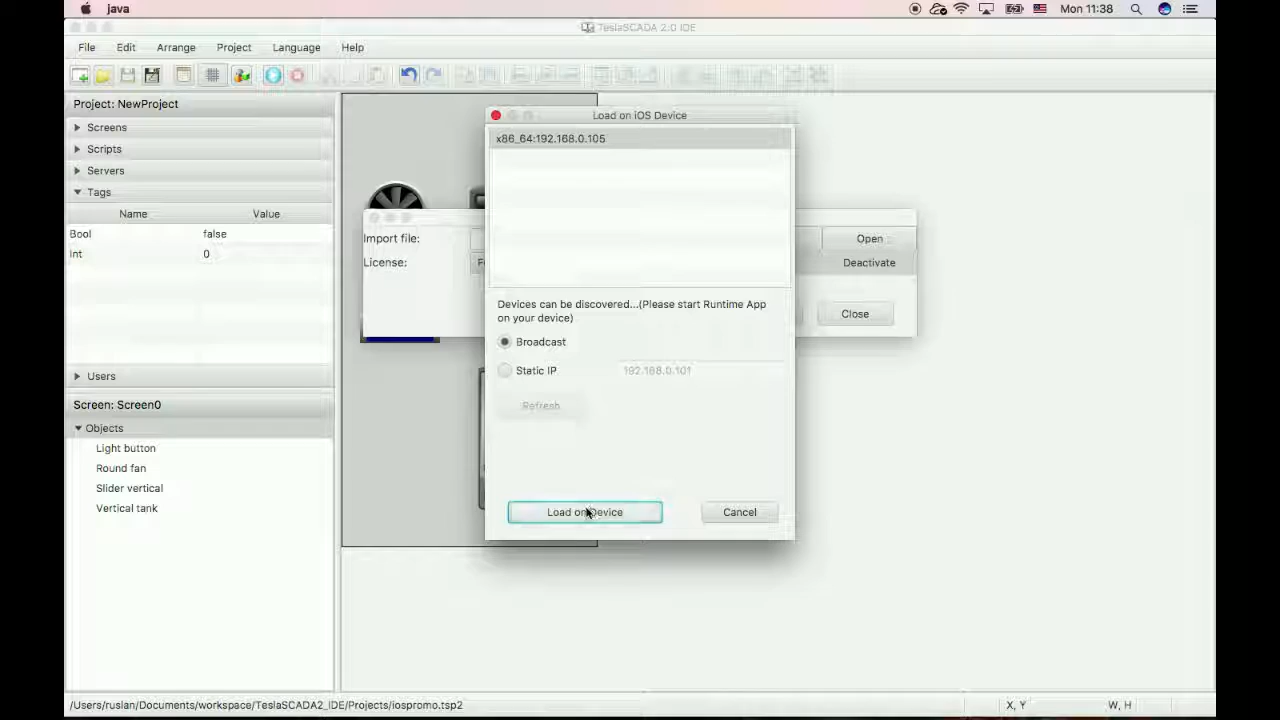 java
Mon 11:38
TeslaSCADA 2.0 IDE
File Edit Arrange Project Language Help
Project: NewProject
Screens
Scripts
Servers
Tags
Name Value
Bool false
Int 0
Users
Screen: Screen0
Objects
Light button
Round fan
Slider vertical
Vertical tank
Import file:
Open
License:
Deactivate
Close
Load on iOS Device
x86_64:192.168.0.105
Devices can be discovered...(Please start Runtime App
on your device)
Broadcast
Static IP 192.168.0.101
Refresh
Load on Device Cancel
/Users/ruslan/Documents/workspace/TeslaSCADA2_IDE/Projects/iospromo.tsp2
X, Y W, H